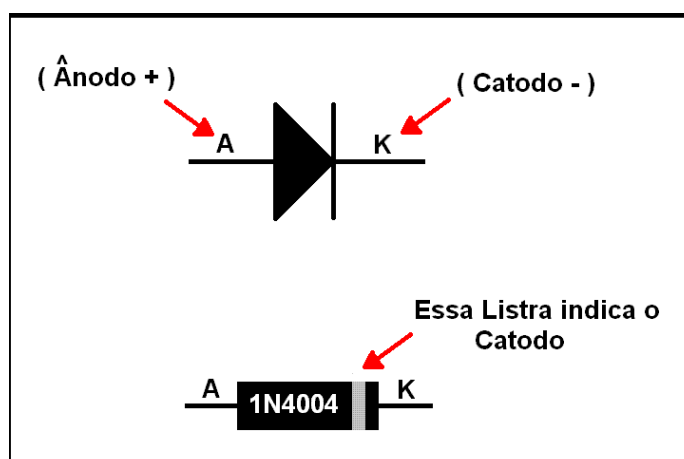 ( Ânodo + )
( Catodo - )
A
K
Essa Listra indica o
Catodo
A
1N4004
K